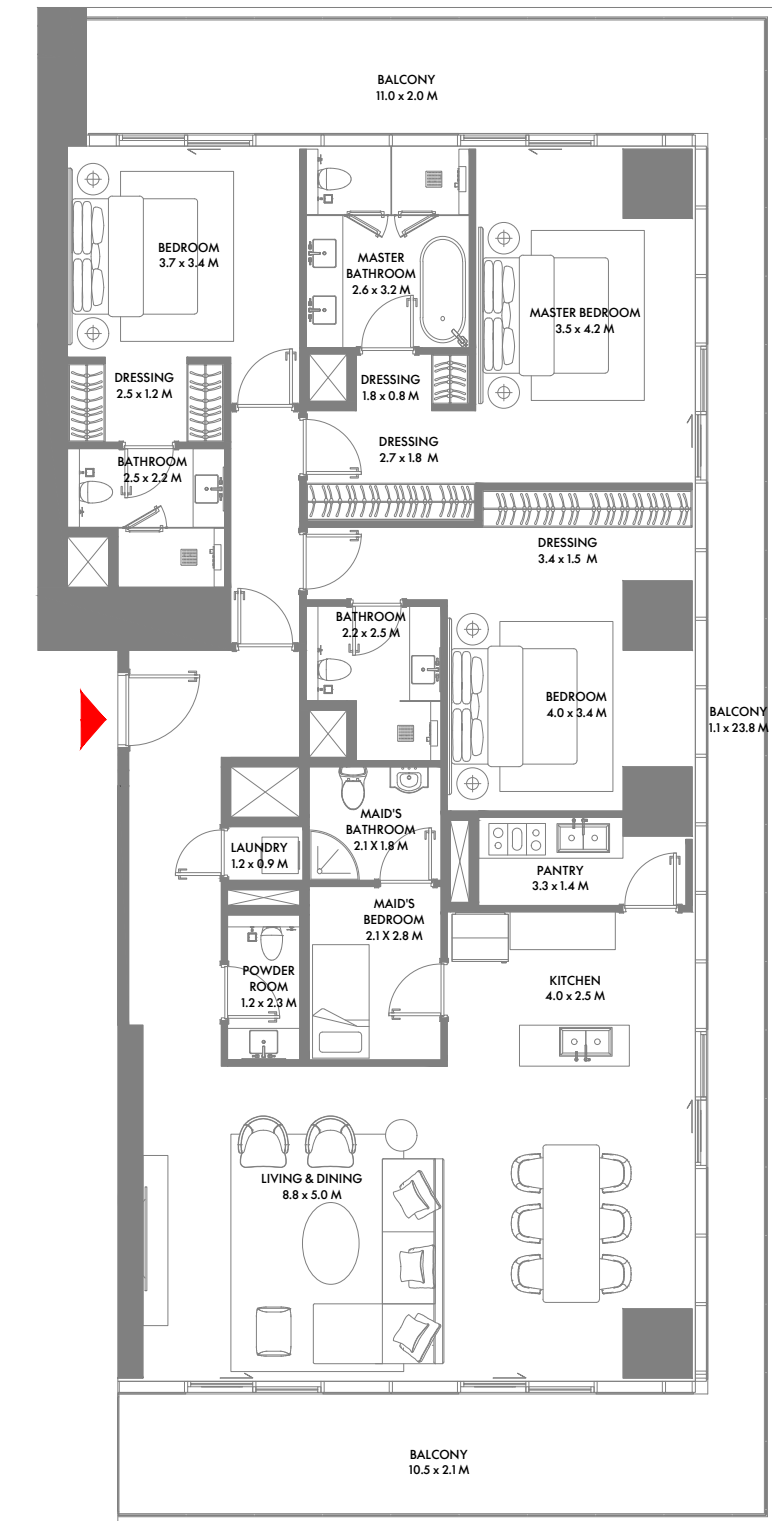 BALCONY
11.0 x 2.0 M
BEDROOM
3.7 x 3.4 M
MASTER
BATHROOM
2.6 x 3.2 M
MASTER BEDROOM
3.5 x 4.2 M
DRESSING
2.5 x 1.2 M
DRESSING
1.8 x 0.8 M
DRESSING
2.7 x 1.8 M
BATHROOM
2.5 x 2.2 M
DRESSING
3.4 x 1.5 M
BATHROOM
2.2 x 2.5 M
BEDROOM
4.0 x 3.4 M
BALCONY
1.1 x 23.8 M
MAID'S
BATHROOM
2.1 X 1.8 M
LAUNDRY
1.2 x 0.9 M
PANTRY
3.3 x 1.4 M
MAID'S
BEDROOM
2.1 X 2.8 M
POWDER
ROOM
1.2 x 2.3 M
KITCHEN
4.0 x 2.5 M
LIVING & DINING
8.8 x 5.0 M
BALCONY
10.5 x 2.1 M